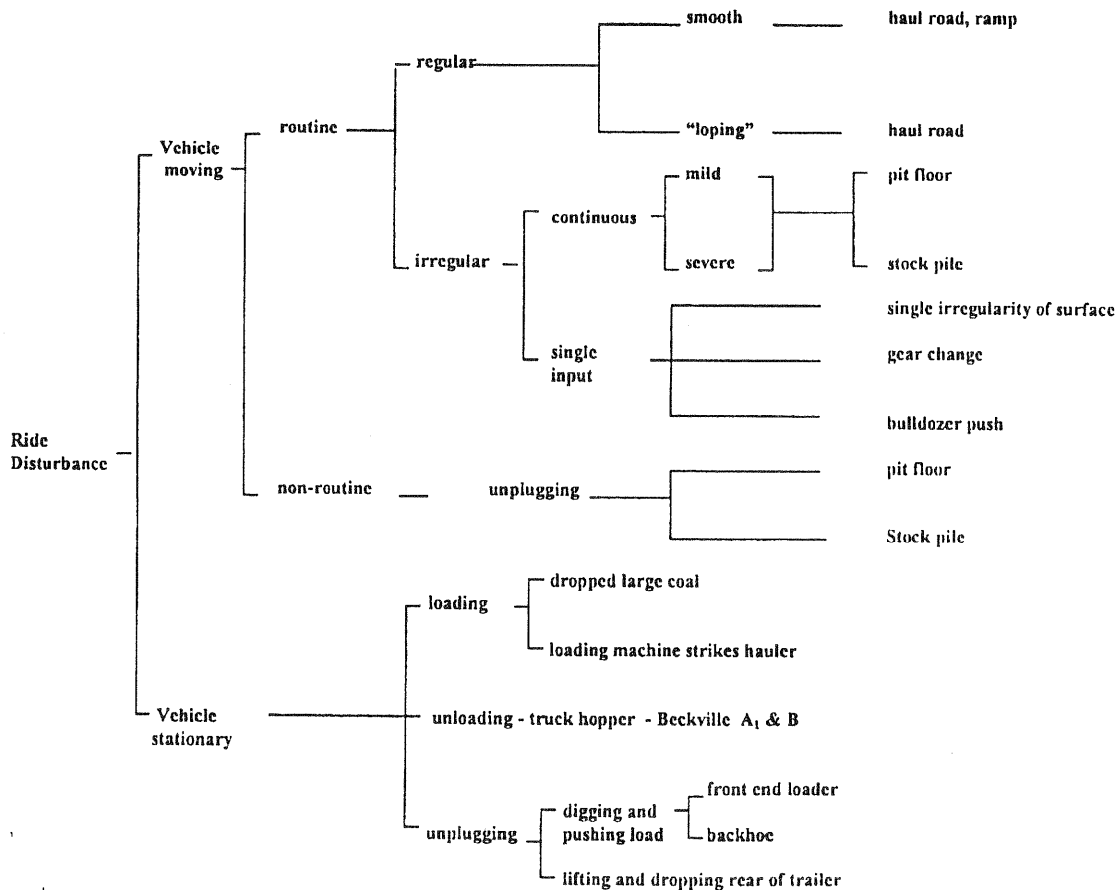 smooth
haul road, ramp
regular
routine
"loping"
haul road
Vehicle
moving
mild
pit floor
continuous
irregular
severe
stock pile
single irregularity of surface
single
input
gear change
bulldozer push
Ride
Disturbance
pit floor
non-routine
unplugging
Stock pile
dropped large coal
loading
loading machine strikes hauler
Vehicle
stationary
unloading - truck hopper - Beckville A₁ & B
front end loader
digging and
pushing load
backhoe
unplugging
lifting and dropping rear of trailer